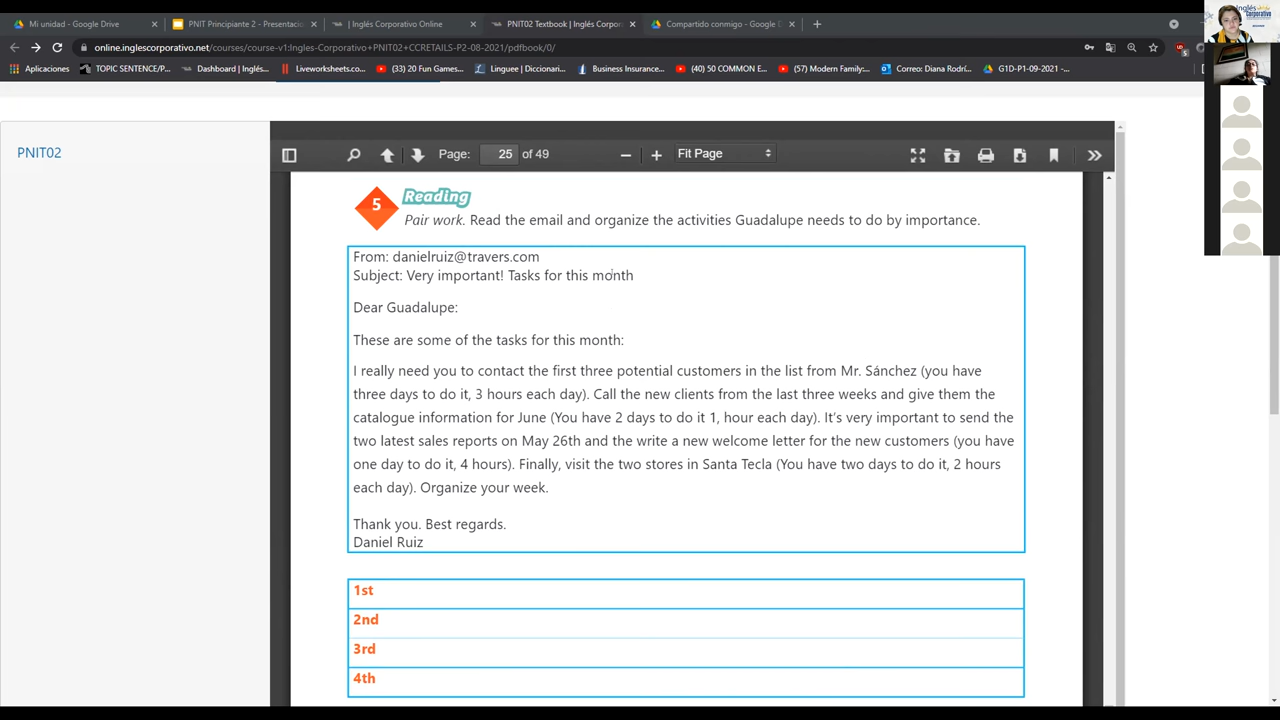 Mi unidad - Google Drive
PNIT Principiante 2 - Presentacio
| Inglés Corporativo Online
PNIT02 Textbook | Inglés Corpor
Compartido conmigo - Google D
online.inglescorporativo.net/courses/course-v1:Ingles-Corporativo+PNIT02+CCRETAILS-P2-08-2021/pdfbook/0/
Aplicaciones
TOPIC SENTENCE/P...
Dashboard | Inglés...
Liveworksheets.co...
(33) 20 Fun Games...
Linguee | Diccionari...
Business Insurance...
(40) 50 COMMON E...
(57) Modern Family:...
Correo: Diana Rodrí...
G1D-P1-09-2021 -...
PNIT02
Page: 25 of 49
Fit Page
5 Reading
Pair work. Read the email and organize the activities Guadalupe needs to do by importance.
From: danielruiz@travers.com
Subject: Very important! Tasks for this month
Dear Guadalupe:
These are some of the tasks for this month:
I really need you to contact the first three potential customers in the list from Mr. Sánchez (you have
three days to do it, 3 hours each day). Call the new clients from the last three weeks and give them the
catalogue information for June (You have 2 days to do it 1, hour each day). It's very important to send the
two latest sales reports on May 26th and the write a new welcome letter for the new customers (you have
one day to do it, 4 hours). Finally, visit the two stores in Santa Tecla (You have two days to do it, 2 hours
each day). Organize your week.
Thank you. Best regards.
Daniel Ruiz
1st
2nd
3rd
4th